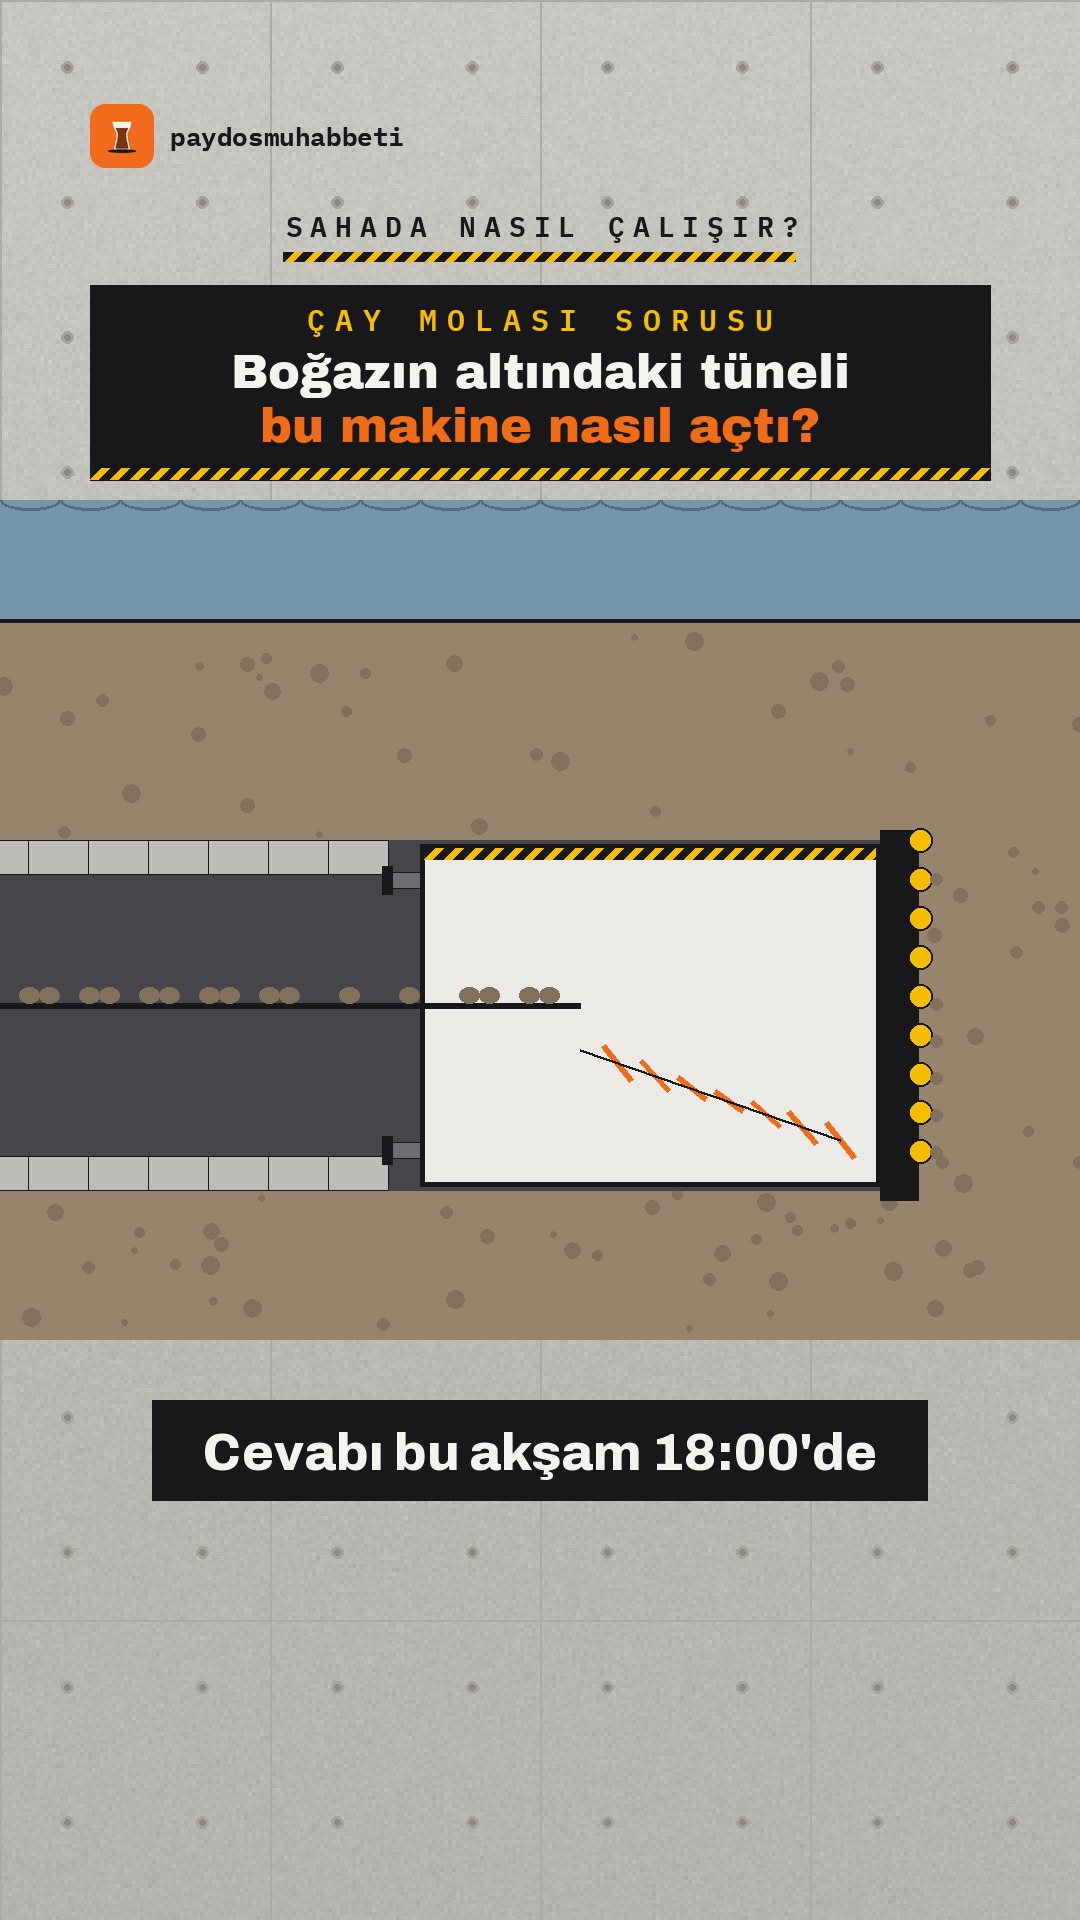 paydosmuhabbeti
SAHADA NASIL ÇALIŞIR?
ÇAY MOLASI SORUSU
Boğazın altındaki tüneli
bu makine nasıl açtı?
Cevabı bu akşam 18:00'de